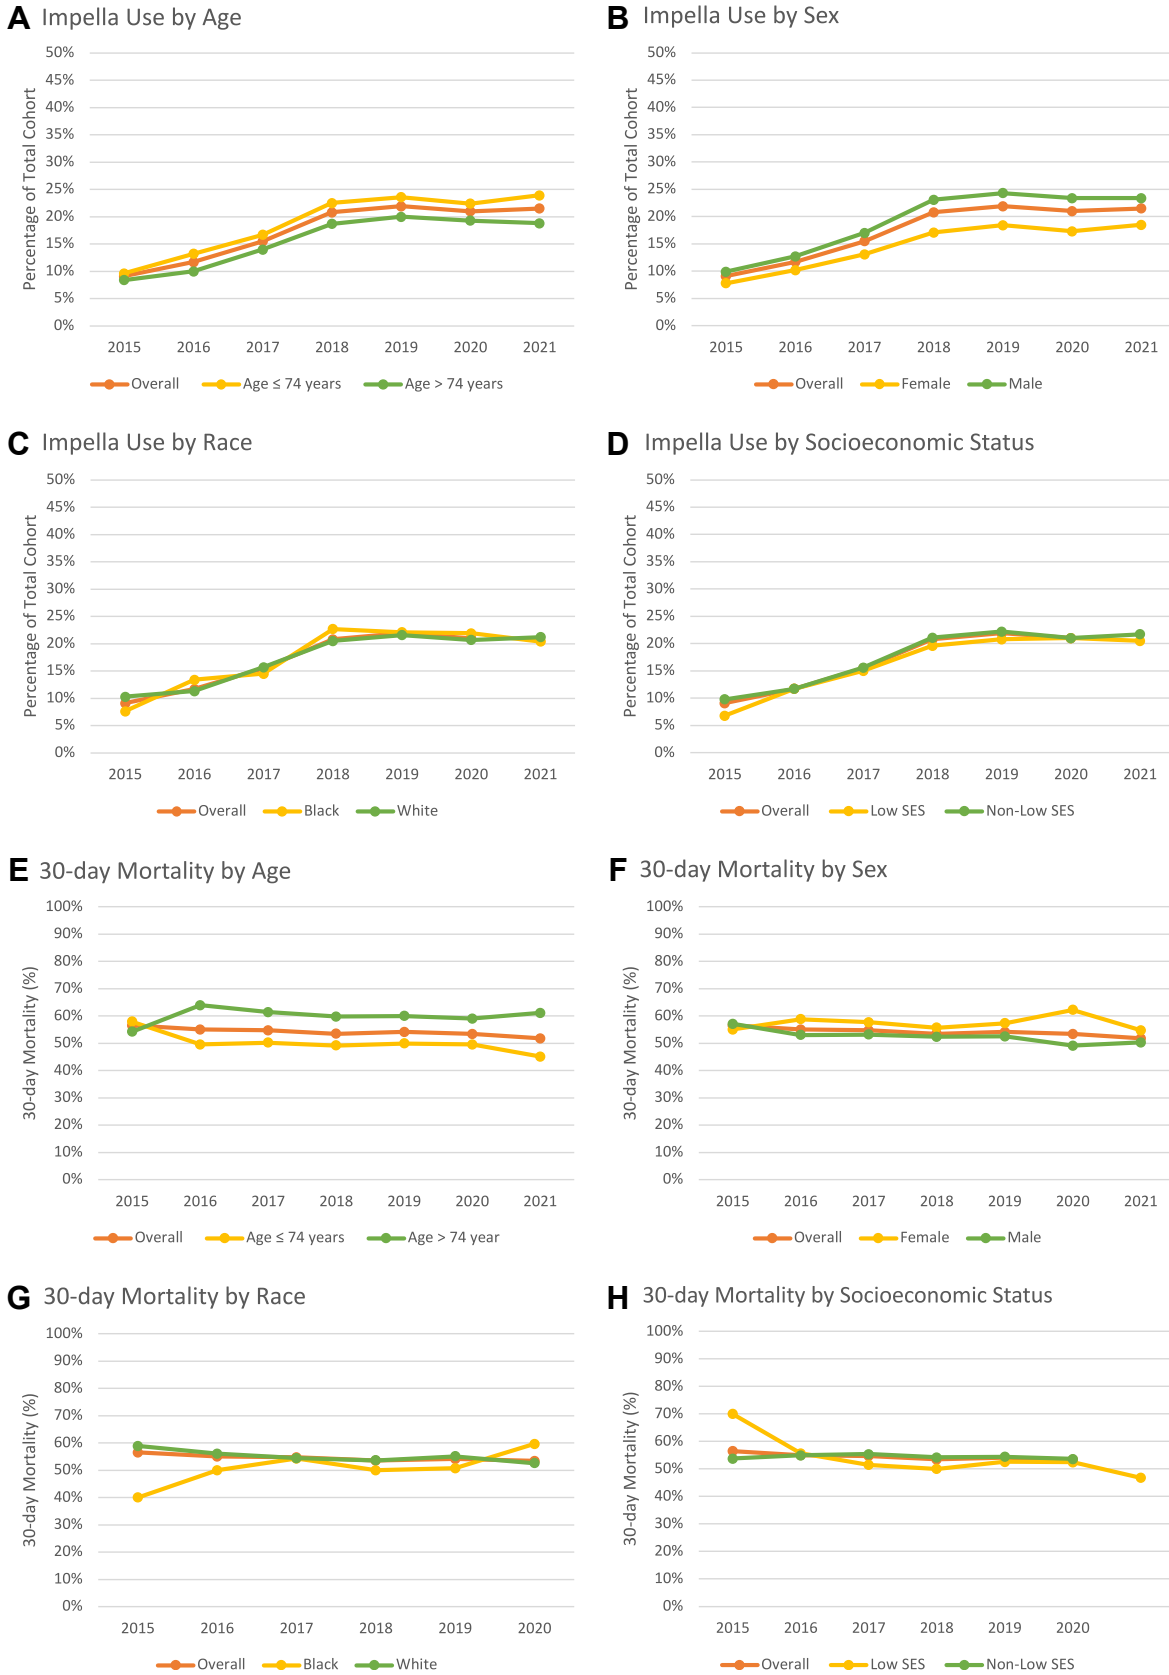 A Impella Use by Age
50%
45%
40%
35%
30%
25%
20%
15%
10%
5%
0%
Percentage of Total Cohort
2015 2016 2017 2018 2019 2020 2021
Overall Age ≤ 74 years Age > 74 years
B Impella Use by Sex
50%
45%
40%
35%
30%
25%
20%
15%
10%
5%
0%
Percentage of Total Cohort
2015 2016 2017 2018 2019 2020 2021
Overall Female Male
C Impella Use by Race
50%
45%
40%
35%
30%
25%
20%
15%
10%
5%
0%
Percentage of Total Cohort
2015 2016 2017 2018 2019 2020 2021
Overall Black White
D Impella Use by Socioeconomic Status
50%
45%
40%
35%
30%
25%
20%
15%
10%
5%
0%
Percentage of Total Cohort
2015 2016 2017 2018 2019 2020 2021
Overall Low SES Non-Low SES
E 30-day Mortality by Age
100%
90%
80%
70%
60%
50%
40%
30%
20%
10%
0%
30-day Mortality (%)
2015 2016 2017 2018 2019 2020 2021
Overall Age ≤ 74 years Age > 74 year
F 30-day Mortality by Sex
100%
90%
80%
70%
60%
50%
40%
30%
20%
10%
0%
30-day Mortality (%)
2015 2016 2017 2018 2019 2020 2021
Overall Female Male
G 30-day Mortality by Race
100%
90%
80%
70%
60%
50%
40%
30%
20%
10%
0%
30-day Mortality (%)
2015 2016 2017 2018 2019 2020
Overall Black White
H 30-day Mortality by Socioeconomic Status
100%
90%
80%
70%
60%
50%
40%
30%
20%
10%
0%
30-day Mortality (%)
2015 2016 2017 2018 2019 2020
Overall Low SES Non-Low SES